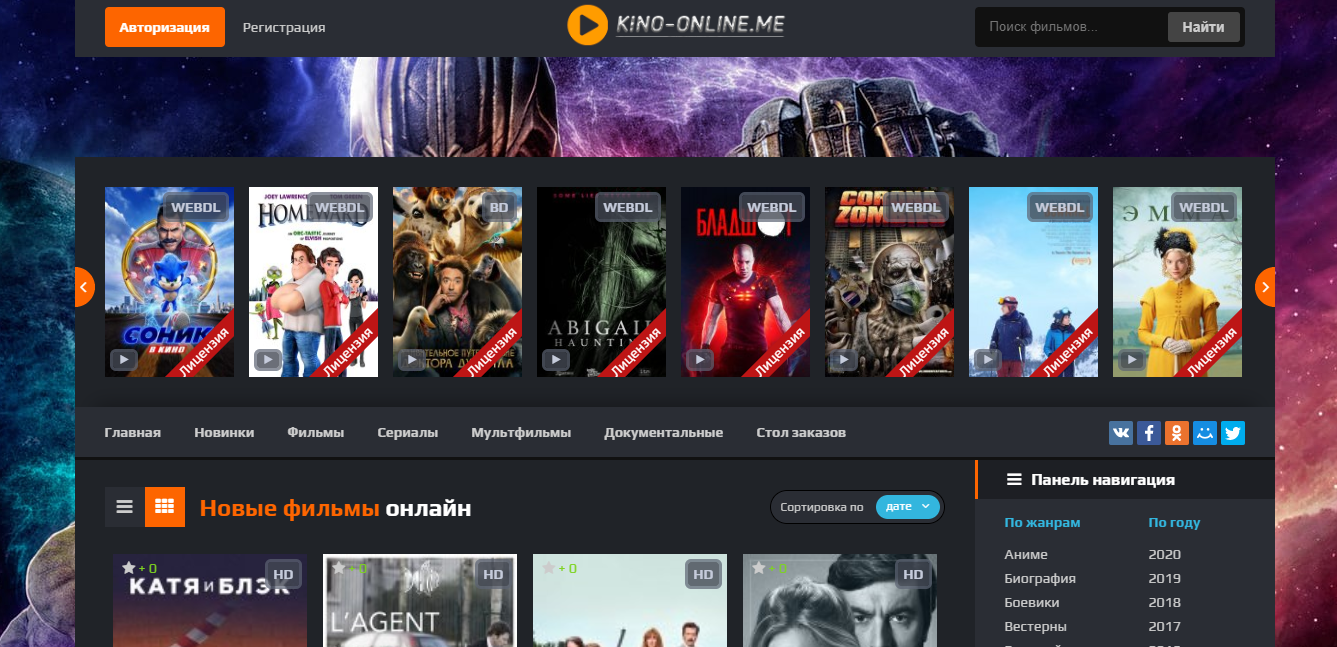 Авторизация
Регистрация
KINO-ONLINE.ME
Поиск фильмов...
Найти
WEBDL
СОНИК
В КИНО
Лицензия
WEBDL
HOMEWARD
Лицензия
BD
Лицензия
WEBDL
ABIGAIL
HAUNTING
Лицензия
WEBDL
Лицензия
WEBDL
CORONA
ZOMBIES
Лицензия
WEBDL
Лицензия
WEBDL
ЭММА.
Лицензия
Главная
Новинки
Фильмы
Сериалы
Мультфильмы
Документальные
Стол заказов
Новые фильмы онлайн
Сортировка по
дате
Панель навигация
По жанрам
По году
Аниме
2020
Биография
2019
Боевики
2018
Вестерны
2017
+ 0
HD
КАТЯ И БЛЭК
+ 0
HD
L'AGENT
+ 0
HD
+ 0
HD